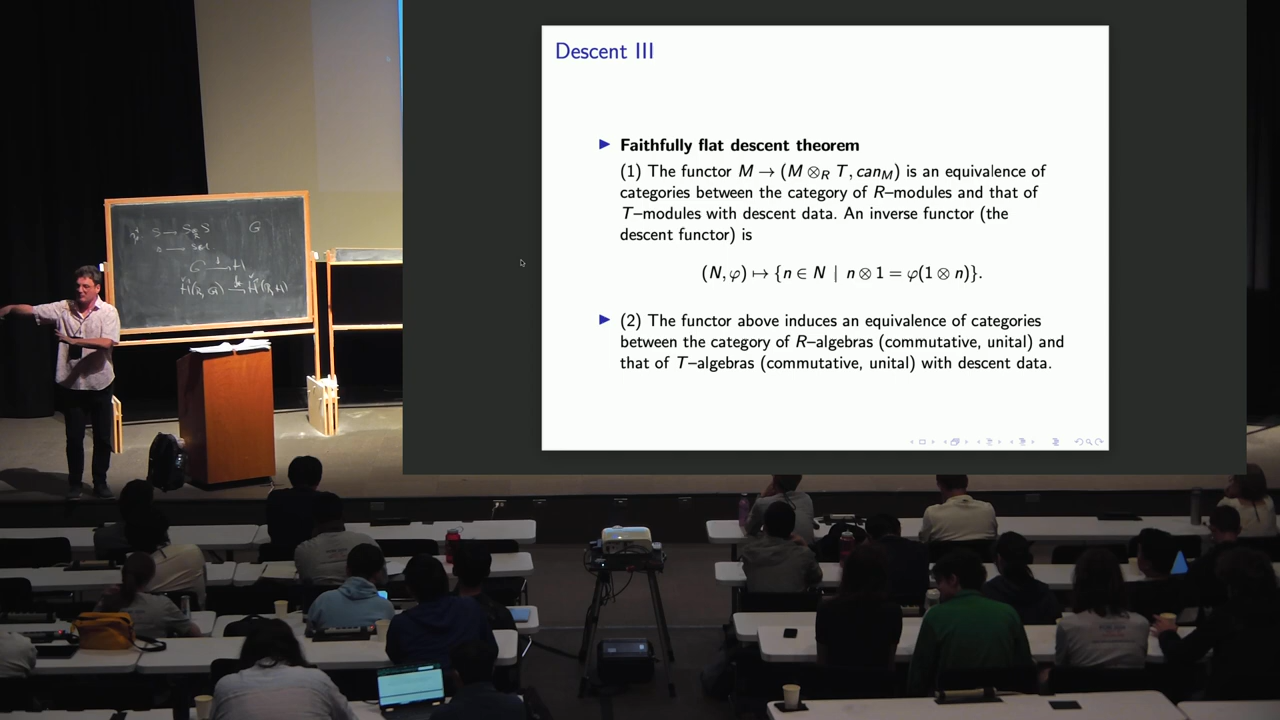 S → S⊗S G
G → H
Descent III
Faithfully flat descent theorem
(1) The functor M → (M ⊗_R T, can_M) is an equivalence of
categories between the category of R–modules and that of
T–modules with descent data. An inverse functor (the
descent functor) is
(N, φ) ↦ {n ∈ N | n ⊗ 1 = φ(1 ⊗ n)}.
(2) The functor above induces an equivalence of categories
between the category of R–algebras (commutative, unital) and
that of T–algebras (commutative, unital) with descent data.